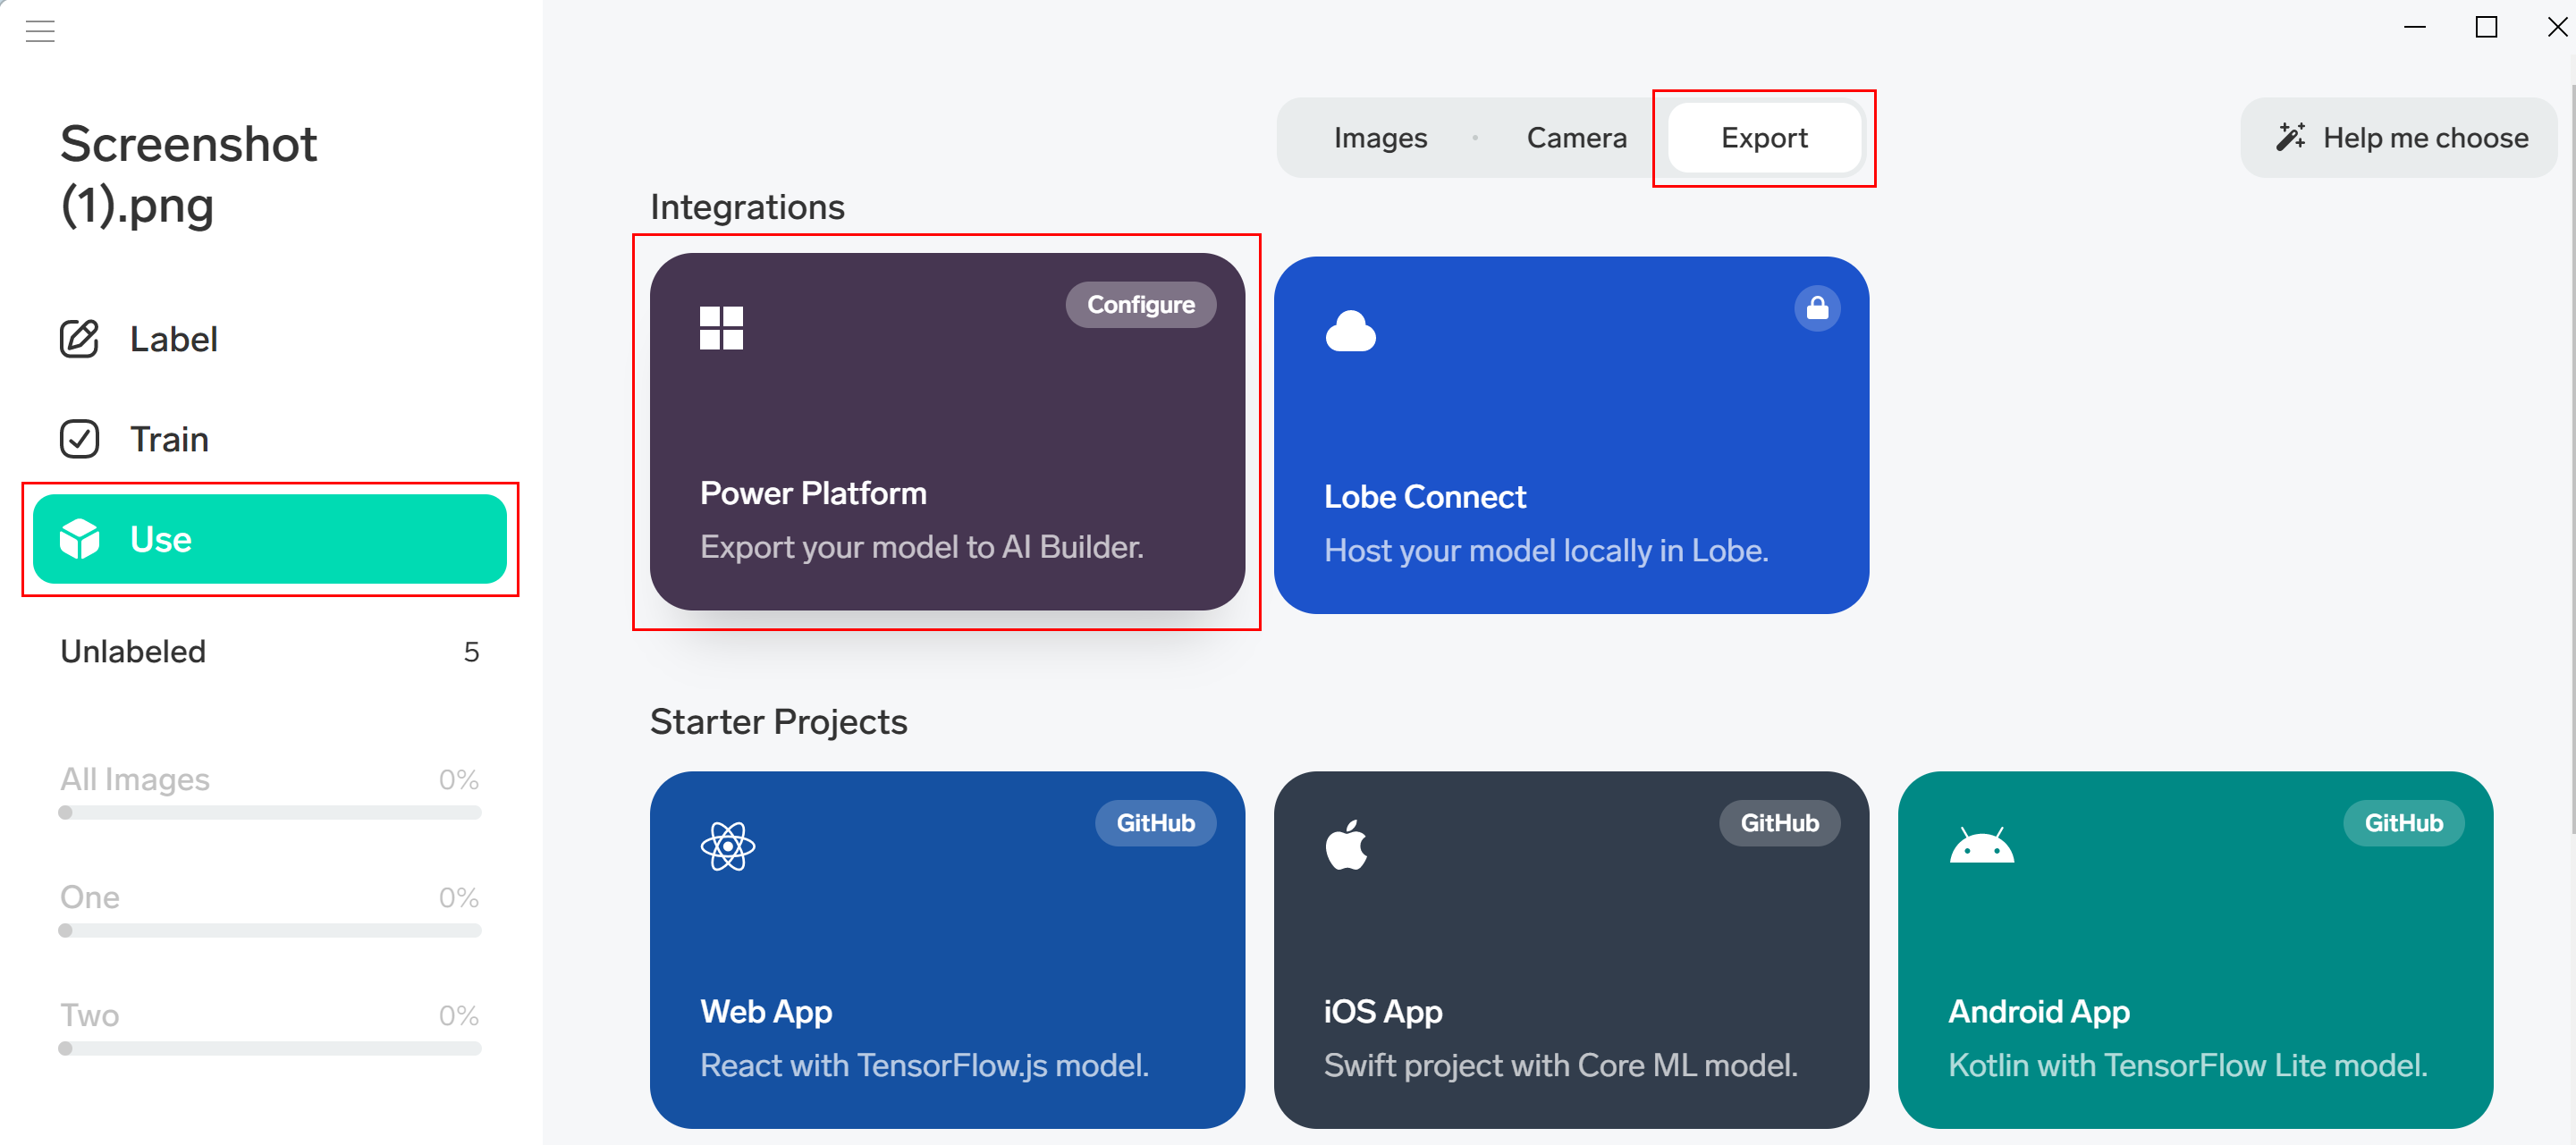 Screenshot
(1).png
Label
Train
Use
Unlabeled 5
All Images 0%
One 0%
Two 0%
Images · Camera Export
Help me choose
Integrations
Configure
Power Platform
Export your model to AI Builder.
Lobe Connect
Host your model locally in Lobe.
Starter Projects
GitHub
Web App
React with TensorFlow.js model.
GitHub
iOS App
Swift project with Core ML model.
GitHub
Android App
Kotlin with TensorFlow Lite model.